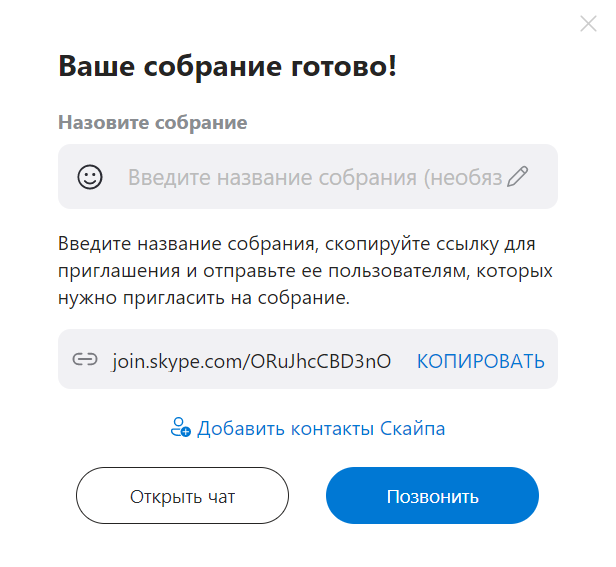 Ваше собрание готово!
Назовите собрание
Введите название собрания (необяз
Введите название собрания, скопируйте ссылку для
приглашения и отправьте ее пользователям, которых
нужно пригласить на собрание.
join.skype.com/ORuJhcCBD3nO КОПИРОВАТЬ
Добавить контакты Скайпа
Открыть чат Позвонить